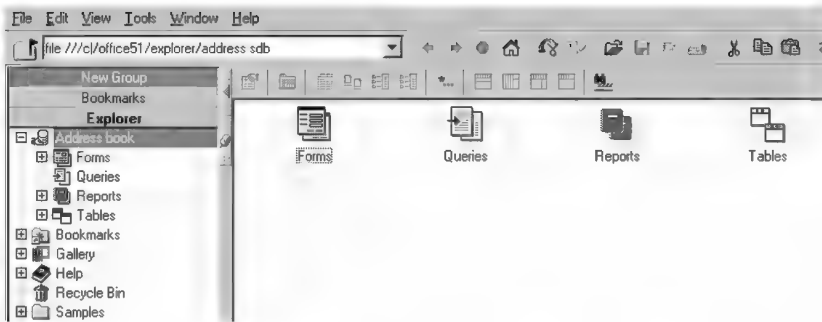 File Edit View Tools Window Help
file ///c|/office51/explorer/address sdb
New Group
Bookmarks
Explorer
Address book
Forms
Queries
Reports
Tables
Bookmarks
Gallery
Help
Recycle Bin
Samples
Forms Queries Reports Tables